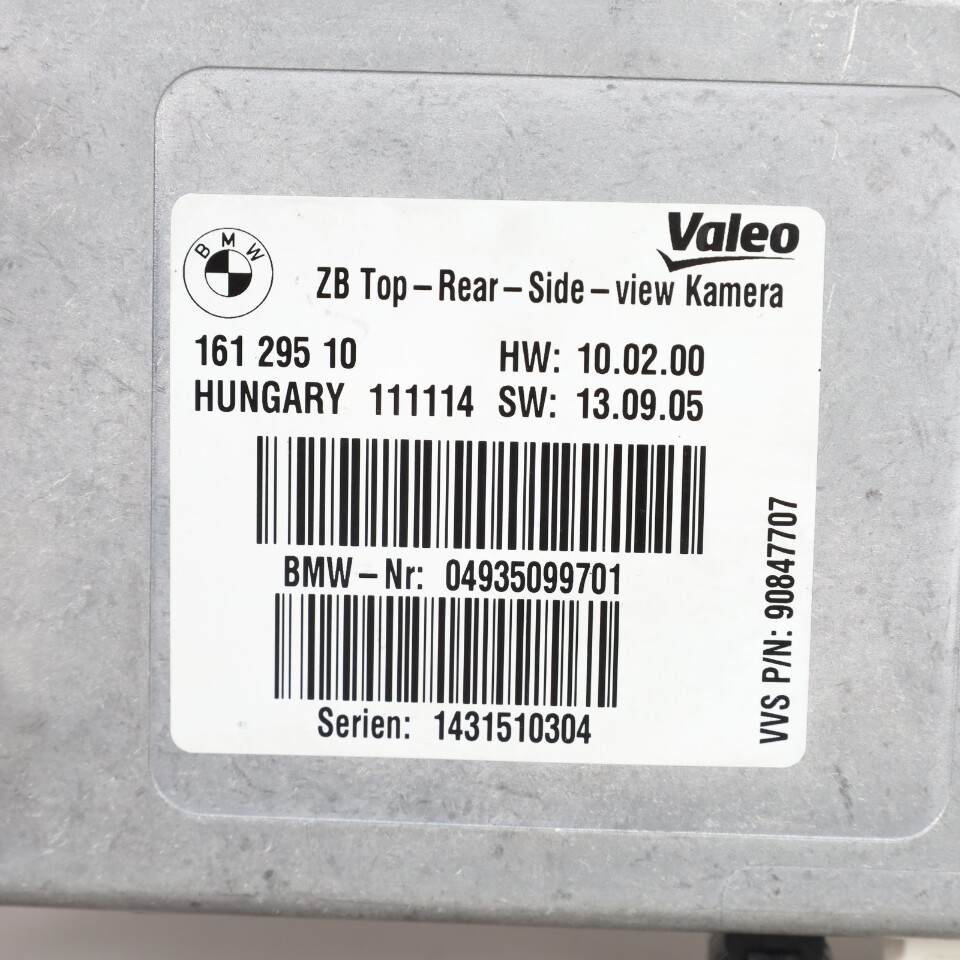 BMW
Valeo
ZB Top-Rear-Side-view Kamera
161 295 10 HW: 10.02.00
HUNGARY 111114 SW: 13.09.05
BMW-Nr: 04935099701
Serien: 1431510304
VVS P/N: 90847707